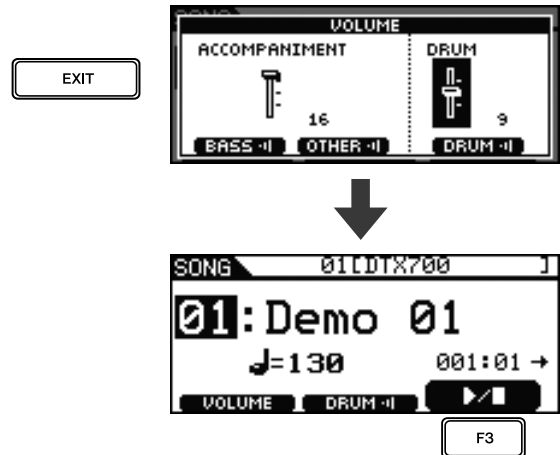 SONG
VOLUME
ACCOMPANIMENT
DRUM
EXIT
16
9
BASS
OTHER
DRUM
SONG
01[DTX700 ]
01:Demo 01
♩=130
001:01 →
VOLUME
DRUM
▶/■
F3